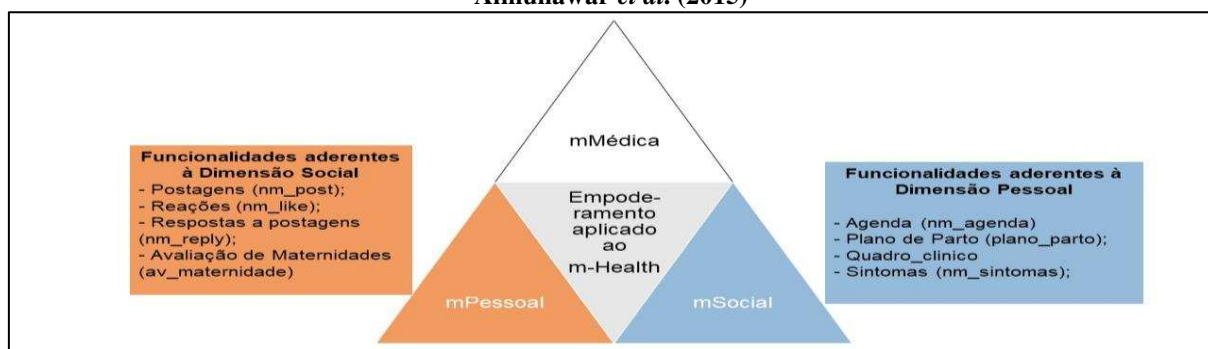 Almunawar et al. (2015)
mMédica
Funcionalidades aderentes
à Dimensão Social
- Postagens (nm_post);
- Reações (nm_like);
- Respostas a postagens
(nm_reply);
- Avaliação de Maternidades
(av_maternidade)
Empode-
ramento
aplicado
ao
m-Health
Funcionalidades aderentes à
Dimensão Pessoal
- Agenda (nm_agenda)
- Plano de Parto (plano_parto);
- Quadro_clinico
- Sintomas (nm_sintomas);
mPessoal
mSocial